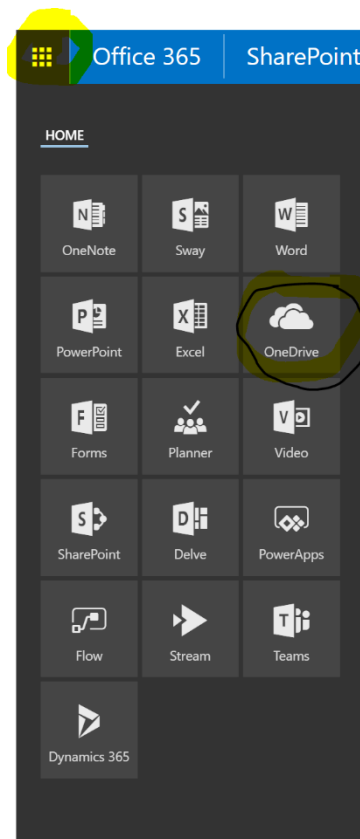 Office 365 SharePoint
HOME
OneNote Sway Word
PowerPoint Excel OneDrive
Forms Planner Video
SharePoint Delve PowerApps
Flow Stream Teams
Dynamics 365